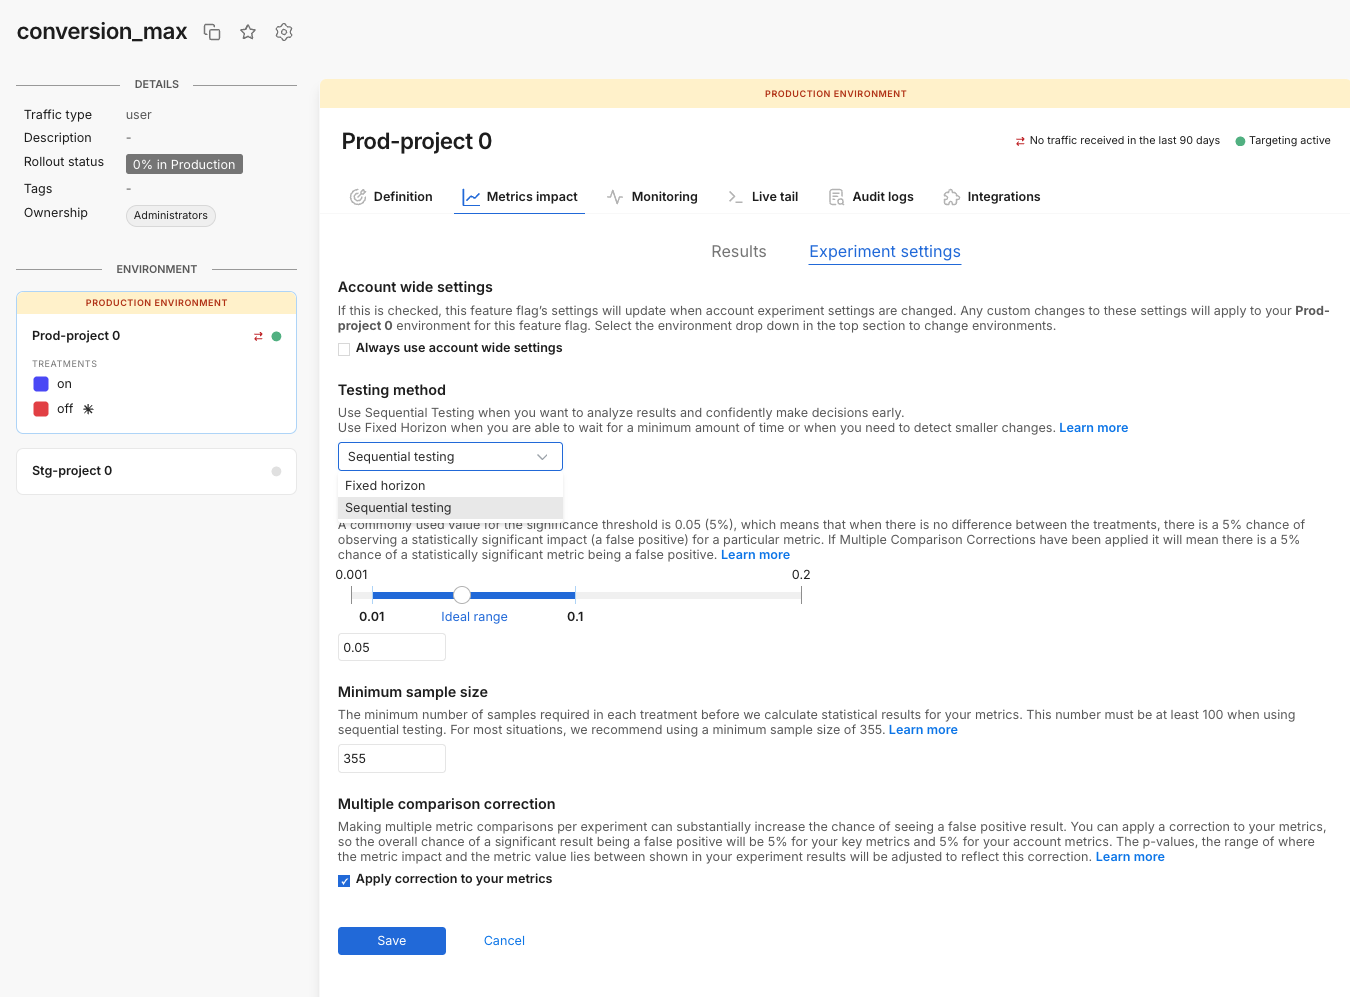 conversion_max
DETAILS
Traffic type user
Description -
Rollout status 0% in Production
Tags -
Ownership Administrators
ENVIRONMENT
PRODUCTION ENVIRONMENT
Prod-project 0
TREATMENTS
on
off
Stg-project 0
PRODUCTION ENVIRONMENT
Prod-project 0
No traffic received in the last 90 days Targeting active
Definition Metrics impact Monitoring Live tail Audit logs Integrations
Results Experiment settings
Account wide settings
If this is checked, this feature flag’s settings will update when account experiment settings are changed. Any custom changes to these settings will apply to your Prod-
project 0 environment for this feature flag. Select the environment drop down in the top section to change environments.
Always use account wide settings
Testing method
Use Sequential Testing when you want to analyze results and confidently make decisions early.
Use Fixed Horizon when you are able to wait for a minimum amount of time or when you need to detect smaller changes. Learn more
Sequential testing
Fixed horizon
Sequential testing
A commonly used value for the significance threshold is 0.05 (5%), which means that when there is no difference between the treatments, there is a 5% chance of
observing a statistically significant impact (a false positive) for a particular metric. If Multiple Comparison Corrections have been applied it will mean there is a 5%
chance of a statistically significant metric being a false positive. Learn more
0.001 0.2
0.01 Ideal range 0.1
0.05
Minimum sample size
The minimum number of samples required in each treatment before we calculate statistical results for your metrics. This number must be at least 100 when using
sequential testing. For most situations, we recommend using a minimum sample size of 355. Learn more
355
Multiple comparison correction
Making multiple metric comparisons per experiment can substantially increase the chance of seeing a false positive result. You can apply a correction to your metrics,
so the overall chance of a significant result being a false positive will be 5% for your key metrics and 5% for your account metrics. The p-values, the range of where
the metric impact and the metric value lies between shown in your experiment results will be adjusted to reflect this correction. Learn more
Apply correction to your metrics
Save Cancel